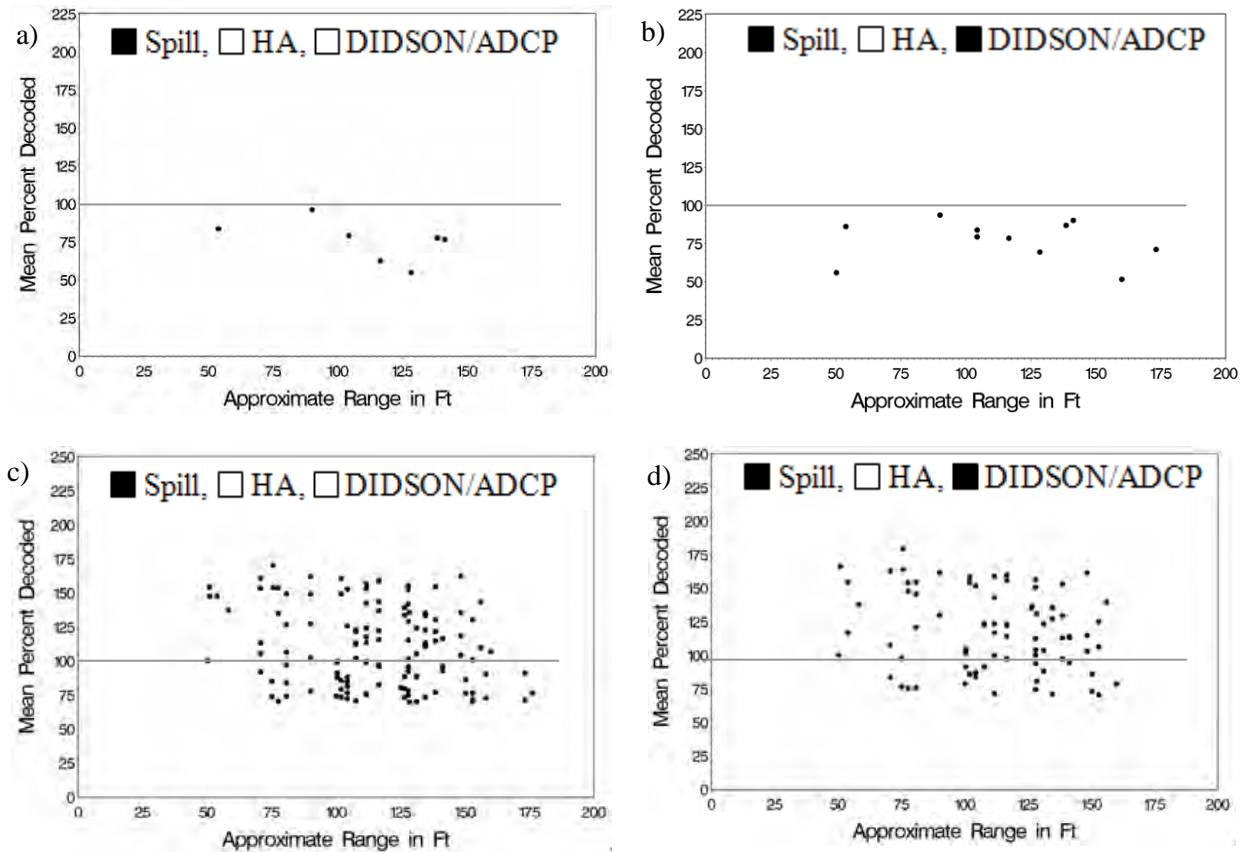 a)
■ Spill, □ HA, □ DIDSON/ADCP
Mean Percent Decoded
225
200
175
150
125
100
75
50
25
0
0 25 50 75 100 125 150 175 200
Approximate Range in Ft
b)
■ Spill, □ HA, ■ DIDSON/ADCP
Mean Percent Decoded
225
200
175
150
125
100
75
50
25
0
0 25 50 75 100 125 150 175 200
Approximate Range in Ft
c)
■ Spill, □ HA, □ DIDSON/ADCP
Mean Percent Decoded
250
225
200
175
150
125
100
75
50
25
0
0 25 50 75 100 125 150 175 200
Approximate Range in Ft
d)
■ Spill, □ HA, ■ DIDSON/ADCP
Mean Percent Decoded
250
225
200
175
150
125
100
75
50
25
0
0 25 50 75 100 125 150 175 200
Approximate Range in Ft